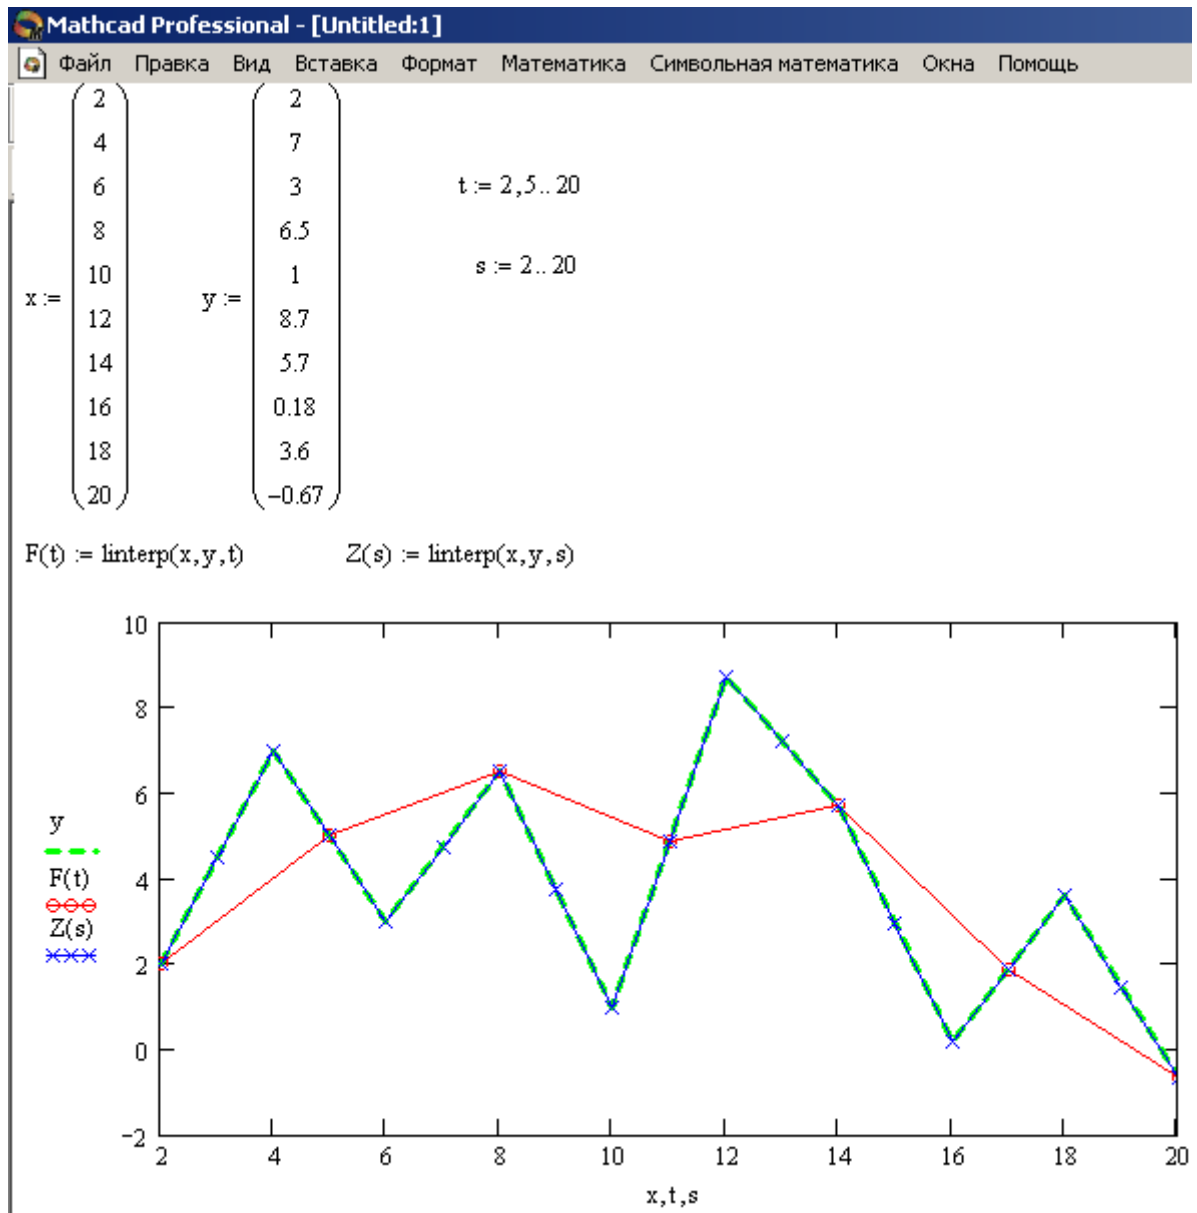 Mathcad Professional - [Untitled:1]
Файл Правка Вид Вставка Формат Математика Символьная математика Окна Помощь
2 2
4 7
6 3 t := 2,5.. 20
8 6.5
s := 2.. 20
10 1
x := y :=
12 8.7
14 5.7
16 0.18
18 3.6
20 −0.67
F(t) := linterp(x,y,t) Z(s) := linterp(x,y,s)
10
8
6
4
2
0
−2
y
F(t)
Z(s)
2 4 6 8 10 12 14 16 18 20
x,t,s